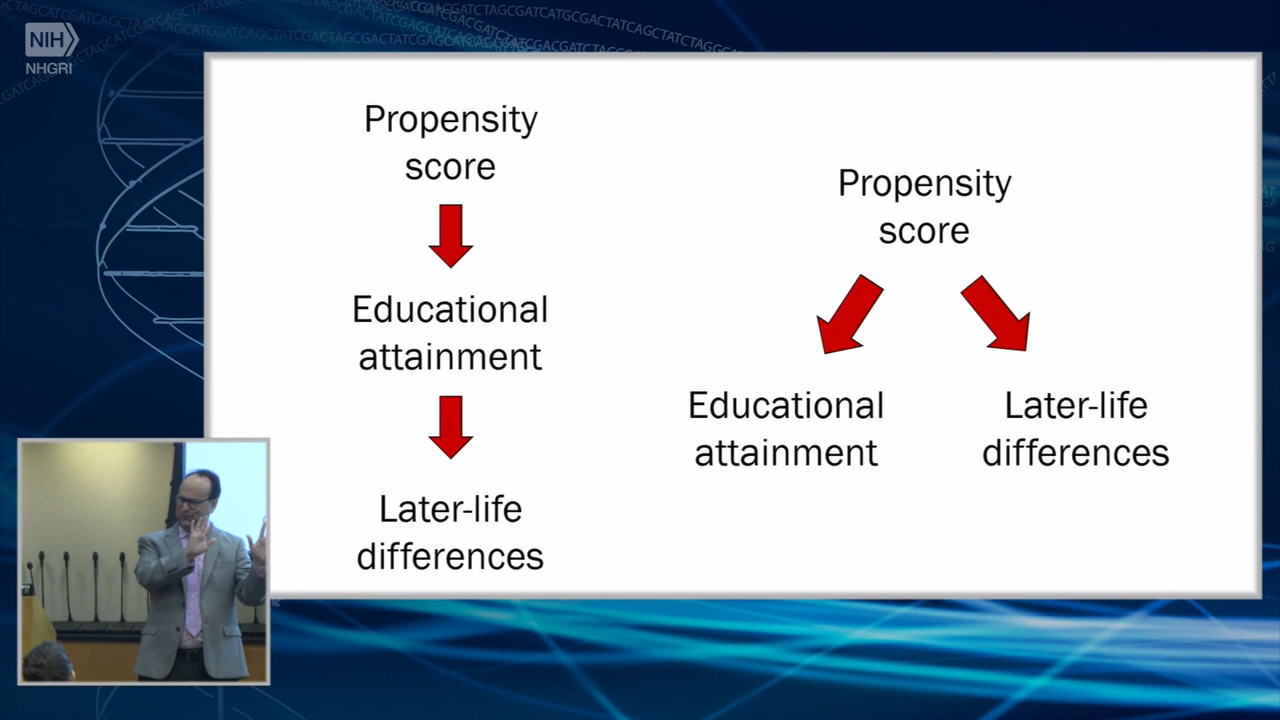 NIH
NHGRI
Propensity
score
Educational
attainment
Later-life
differences
Propensity
score
Educational
attainment
Later-life
differences